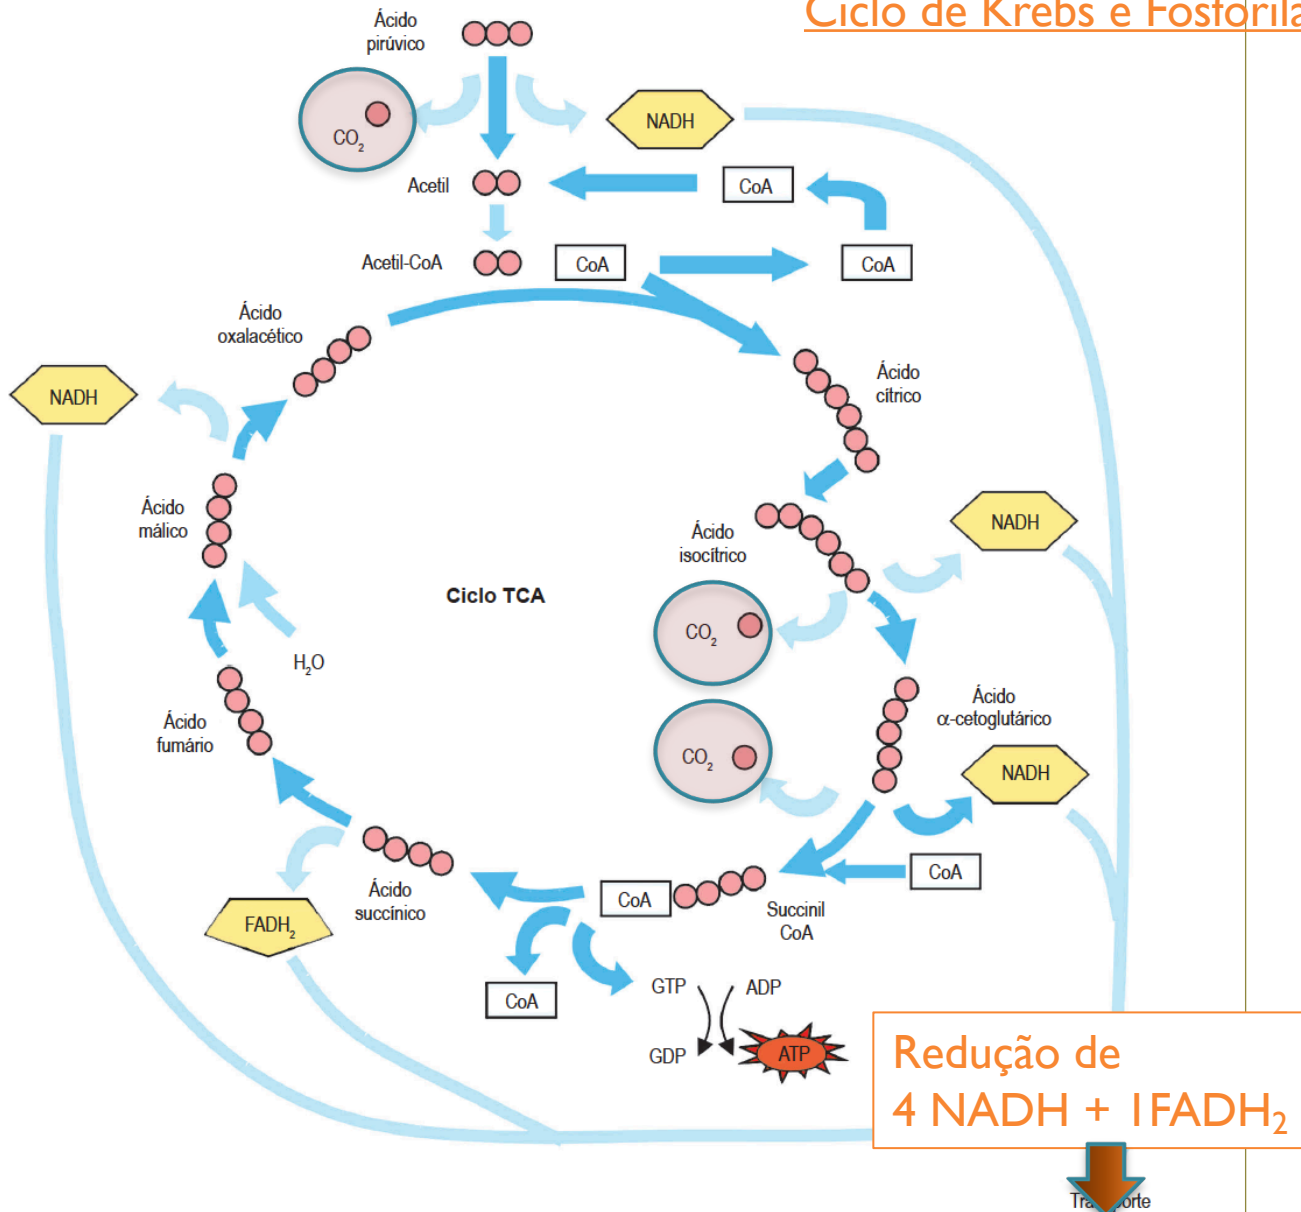 Ciclo de Krebs e Fosforila
Ácido
pirúvico
CO2
NADH
Acetil
CoA
Acetil-CoA
CoA
CoA
Ácido
oxalacético
NADH
Ácido
cítrico
Ácido
málico
Ácido
isocítrico
NADH
Ciclo TCA
CO2
H2O
Ácido
fumário
Ácido
α-cetoglutárico
CO2
NADH
CoA
Ácido
succínico
CoA
Succinil
CoA
FADH2
CoA
GTP
ADP
GDP
ATP
Redução de
4 NADH + 1FADH2